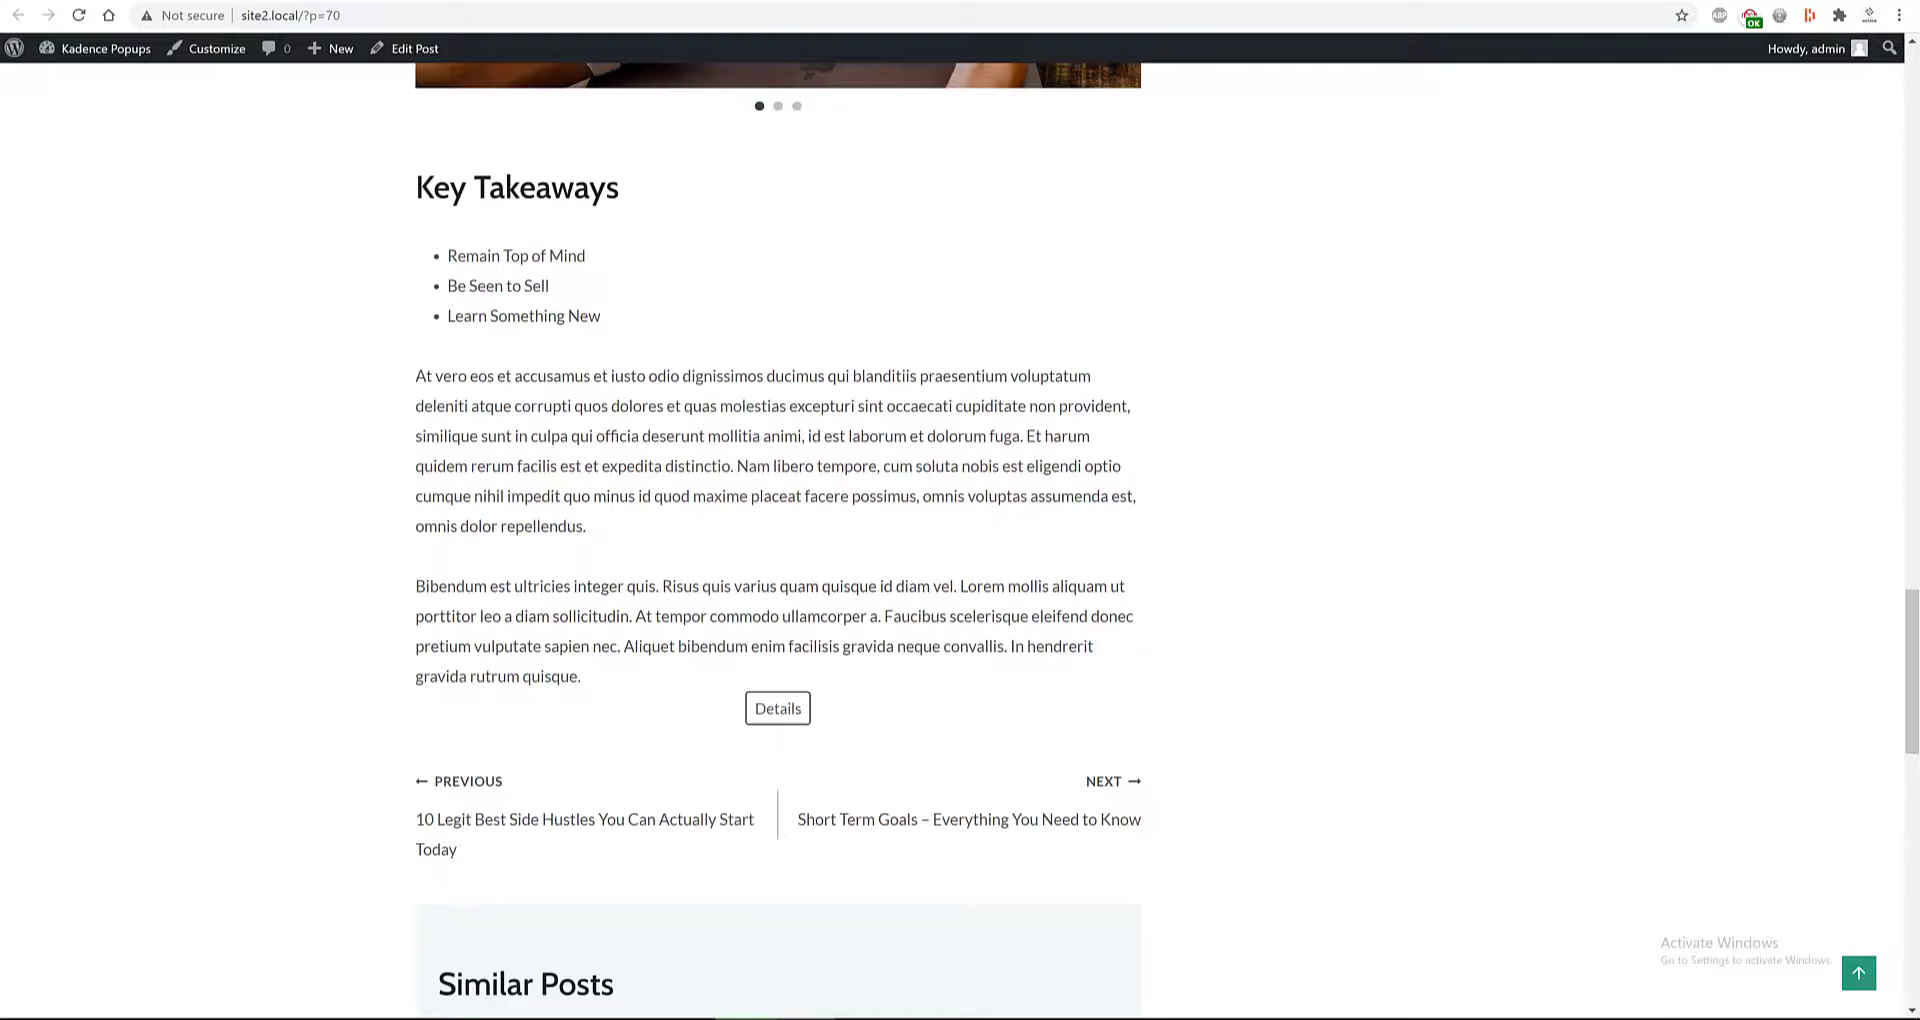 Not secure
site2.local/?p=70
ABP
OK
Kadence Popups
Customize
0
New
Edit Post
Howdy, admin
Key Takeaways
• Remain Top of Mind
• Be Seen to Sell
• Learn Something New
At vero eos et accusamus et iusto odio dignissimos ducimus qui blanditiis praesentium voluptatum
deleniti atque corrupti quos dolores et quas molestias excepturi sint occaecati cupiditate non provident,
similique sunt in culpa qui officia deserunt mollitia animi, id est laborum et dolorum fuga. Et harum
quidem rerum facilis est et expedita distinctio. Nam libero tempore, cum soluta nobis est eligendi optio
cumque nihil impedit quo minus id quod maxime placeat facere possimus, omnis voluptas assumenda est,
omnis dolor repellendus.
Bibendum est ultricies integer quis. Risus quis varius quam quisque id diam vel. Lorem mollis aliquam ut
porttitor leo a diam sollicitudin. At tempor commodo ullamcorper a. Faucibus scelerisque eleifend donec
pretium vulputate sapien nec. Aliquet bibendum enim facilisis gravida neque convallis. In hendrerit
gravida rutrum quisque.
Details
← PREVIOUS
10 Legit Best Side Hustles You Can Actually Start
Today
NEXT →
Short Term Goals – Everything You Need to Know
Similar Posts
Activate Windows
Go to Settings to activate Windows.